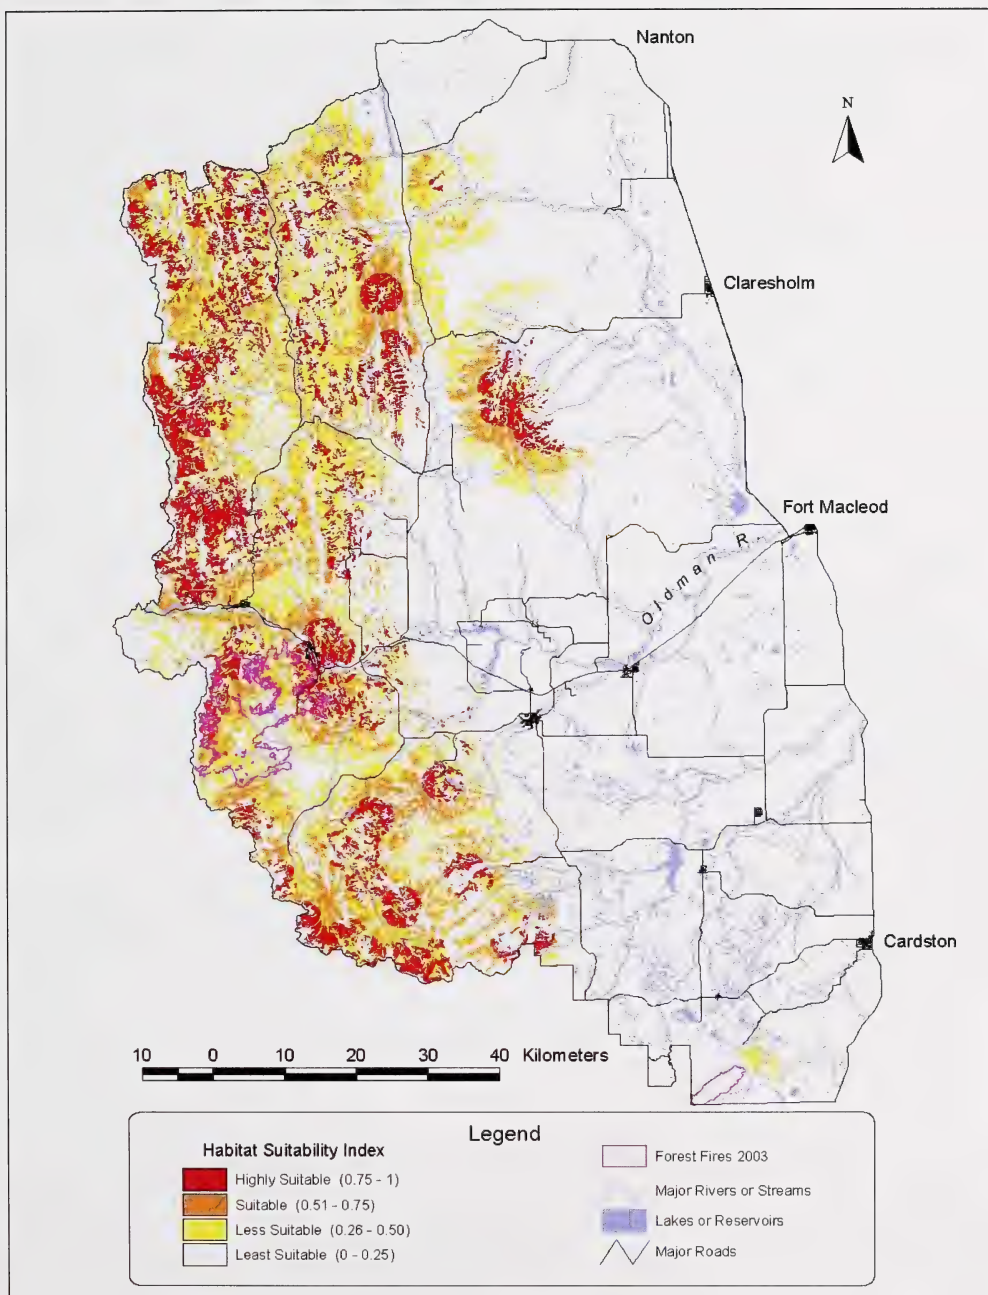 Nanton
N
Claresholm
Fort Macleod
Oldman R
Cardston
10 0 10 20 30 40 Kilometers
Legend
Habitat Suitability Index
Highly Suitable (0.75 - 1)
Suitable (0.51 - 0.75)
Less Suitable (0.26 - 0.50)
Least Suitable (0 - 0.25)
Forest Fires 2003
Major Rivers or Streams
Lakes or Reservoirs
Major Roads